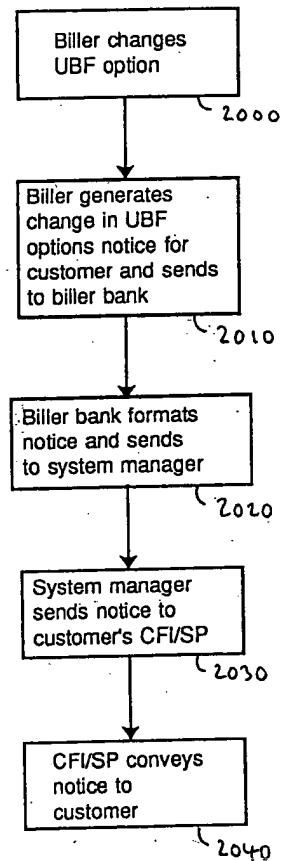 Biller changes
UBF option
2000
Biller generates
change in UBF
options notice for
customer and sends
to biller bank
2010
Biller bank formats
notice and sends
to system manager
2020
System manager
sends notice to
customer's CFI/SP
2030
CFI/SP conveys
notice to
customer
2040